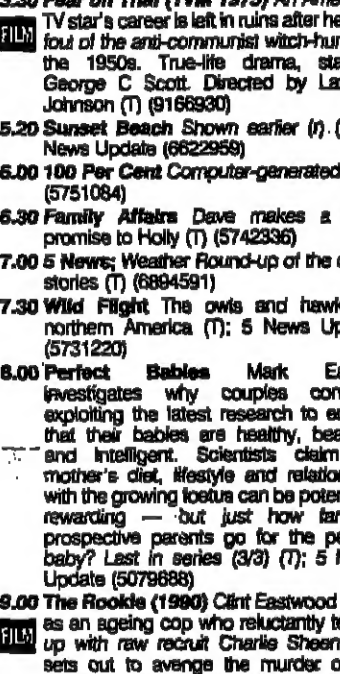 3.30 Fear on Trial (TVM 1975) An Am
TV star's career is left in ruins after he
FILM foul of the anti-communist witch-hun
the 1950s. True-life drama, sta
George C Scott. Directed by La
Johnson (T) (9166930)
5.20 Sunset Beach Shown earlier (r). (
News Update (6622959)
6.00 100 Per Cent Computer-generated
(5751084)
6.30 Family Affairs Dave makes a
promise to Holly (T) (5742336)
7.00 5 News; Weather Round-up of the
stories (T) (6894591)
7.30 Wild Flight The owls and hawk
northern America (T); 5 News Up
(5731220)
8.00 Perfect Babies Mark Ea
investigates why couples con
exploiting the latest research to e
that their babies are healthy, bea
and intelligent. Scientists claim
mother's diet, lifestyle and relation
with the growing foetus can be poten
rewarding — but just how far
prospective parents go for the pe
baby? Last in series (3/3) (T); 5
Update (5079688)
9.00 The Rookie (1990) Clint Eastwood
as an ageing cop who reluctantly te
FILM up with raw recruit Charlie Sheen
sets out to avenge the murder o